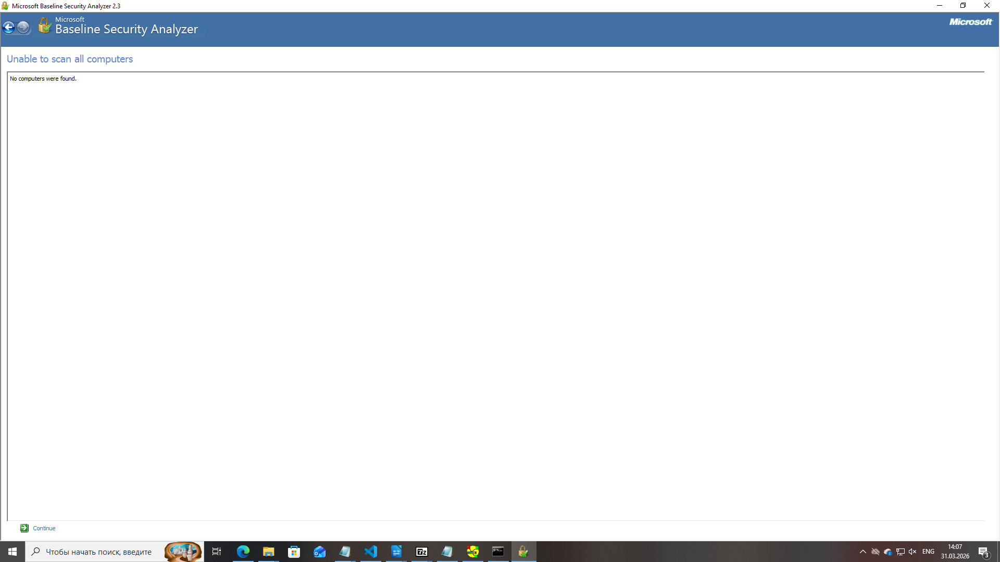 Microsoft Baseline Security Analyzer 2.3
Microsoft
Baseline Security Analyzer
Microsoft
Unable to scan all computers
No computers were found.
Continue
Чтобы начать поиск, введите
7z
ENG
14:07
31.03.2026
3